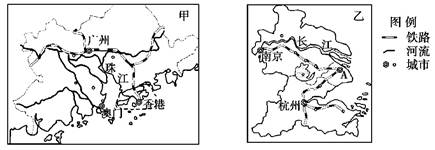 甲
广州
珠
江
澳门
香港
乙
长 江
南京
A
杭州
图 例
铁路
河流
城市